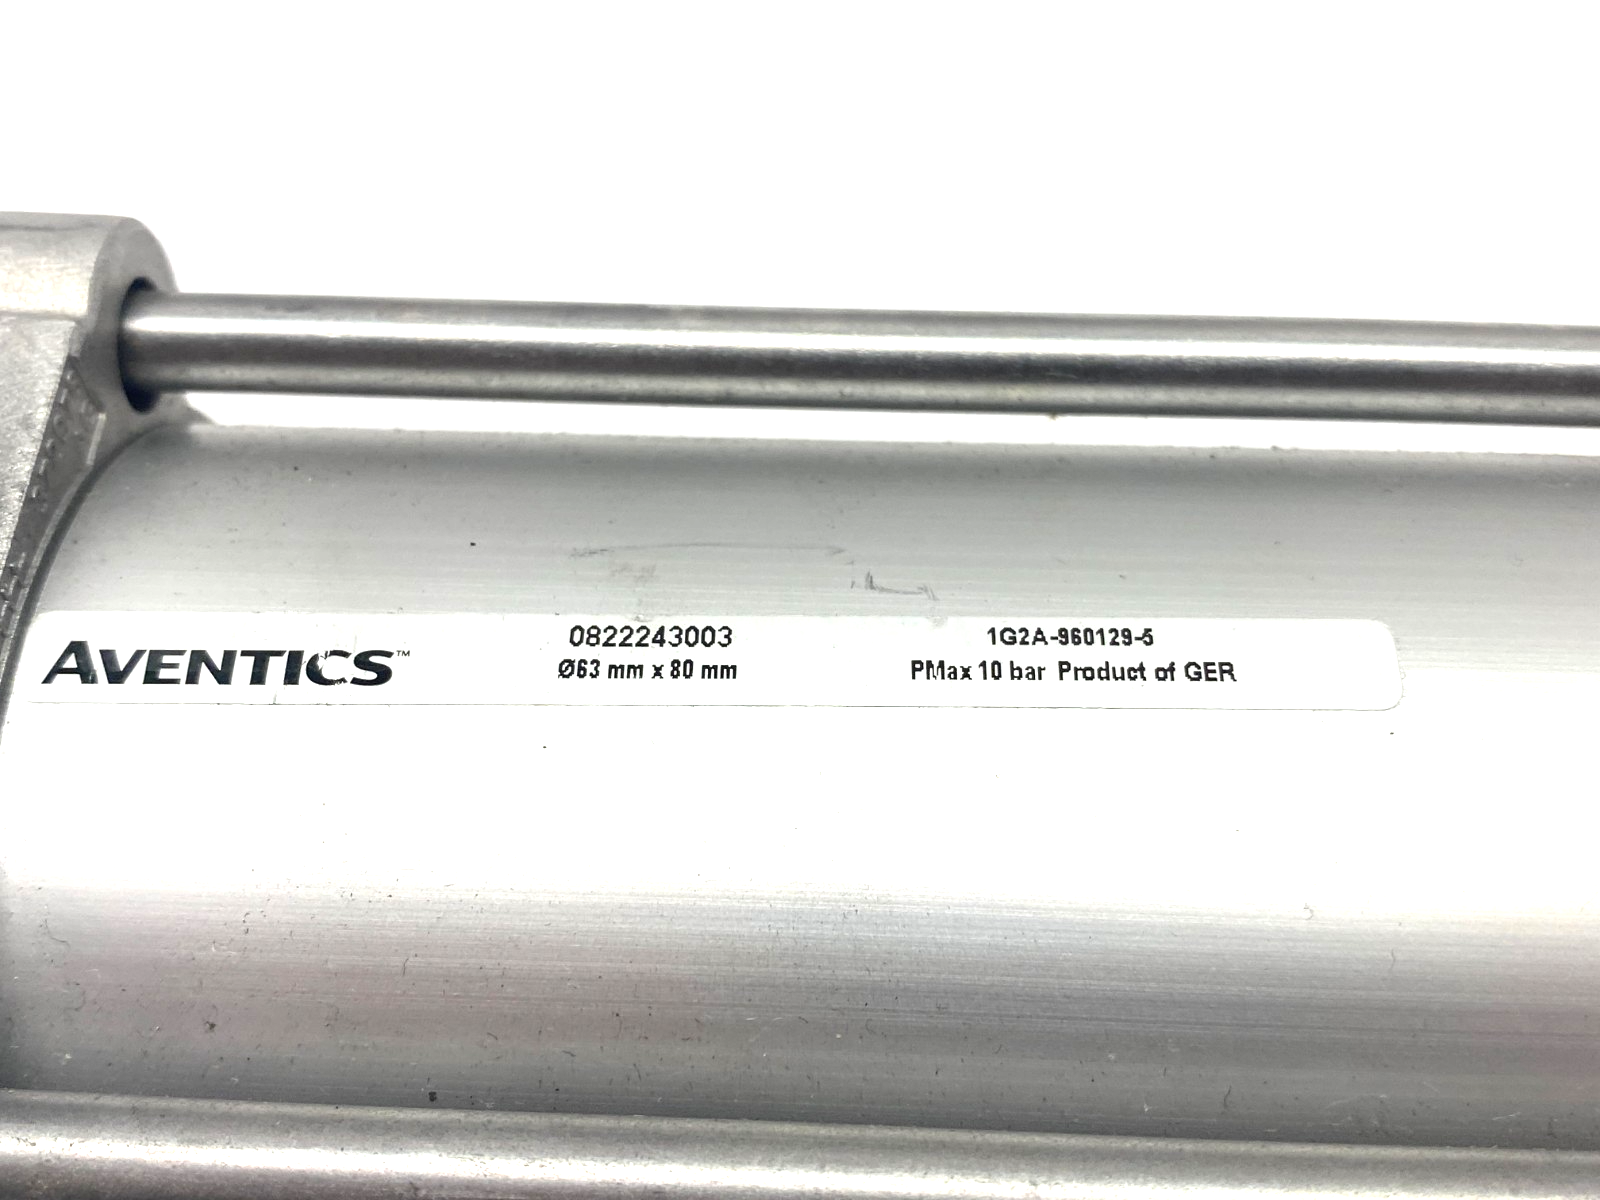 AVENTICS™
0822243003
Ø63 mm x 80 mm
1G2A-960129-5
PMax 10 bar Product of GER